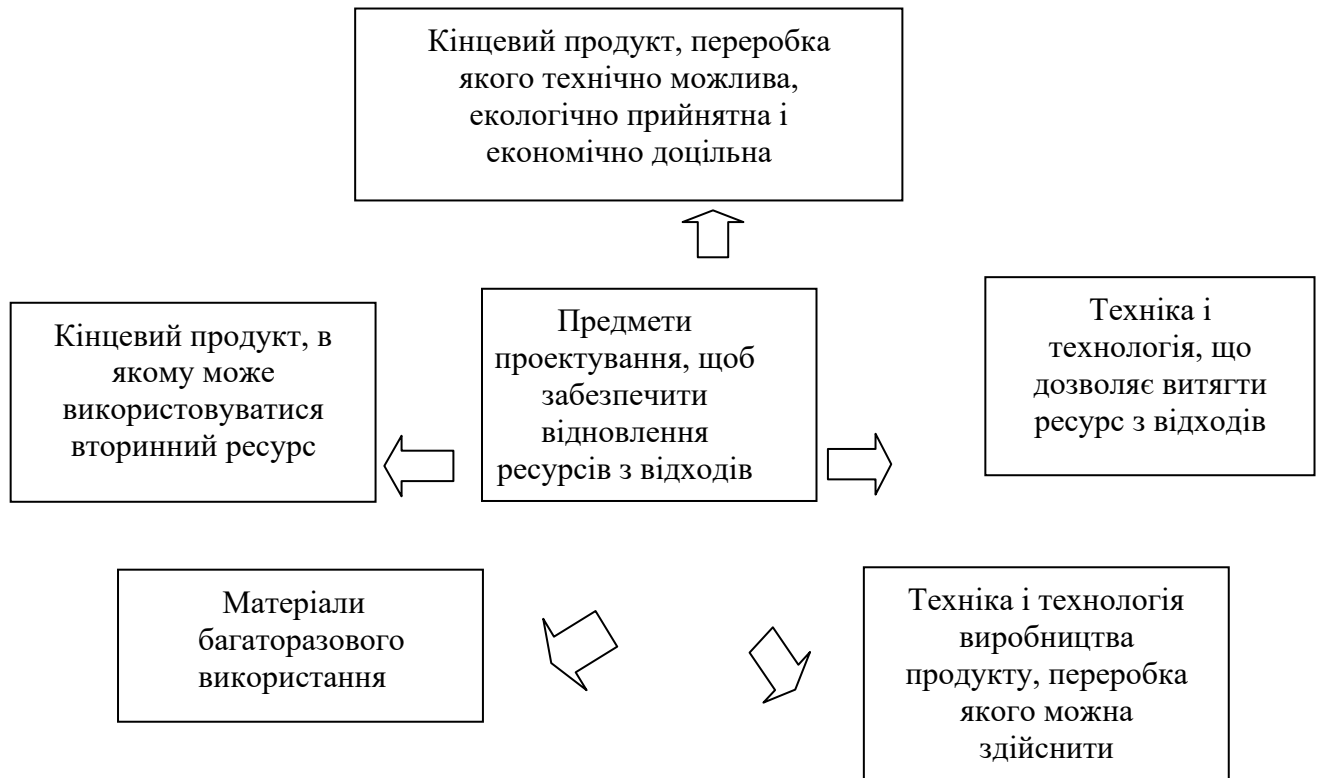 Кінцевий продукт, переробка
якого технічно можлива,
екологічно прийнятна і
економічно доцільна
Кінцевий продукт, в
якому може
використовуватися
вторинний ресурс
Предмети
проектування, щоб
забезпечити
відновлення
ресурсів з відходів
Техніка і
технологія, що
дозволяє витягти
ресурс з відходів
Матеріали
багаторазового
використання
Техніка і технологія
виробництва
продукту, переробка
якого можна
здійснити